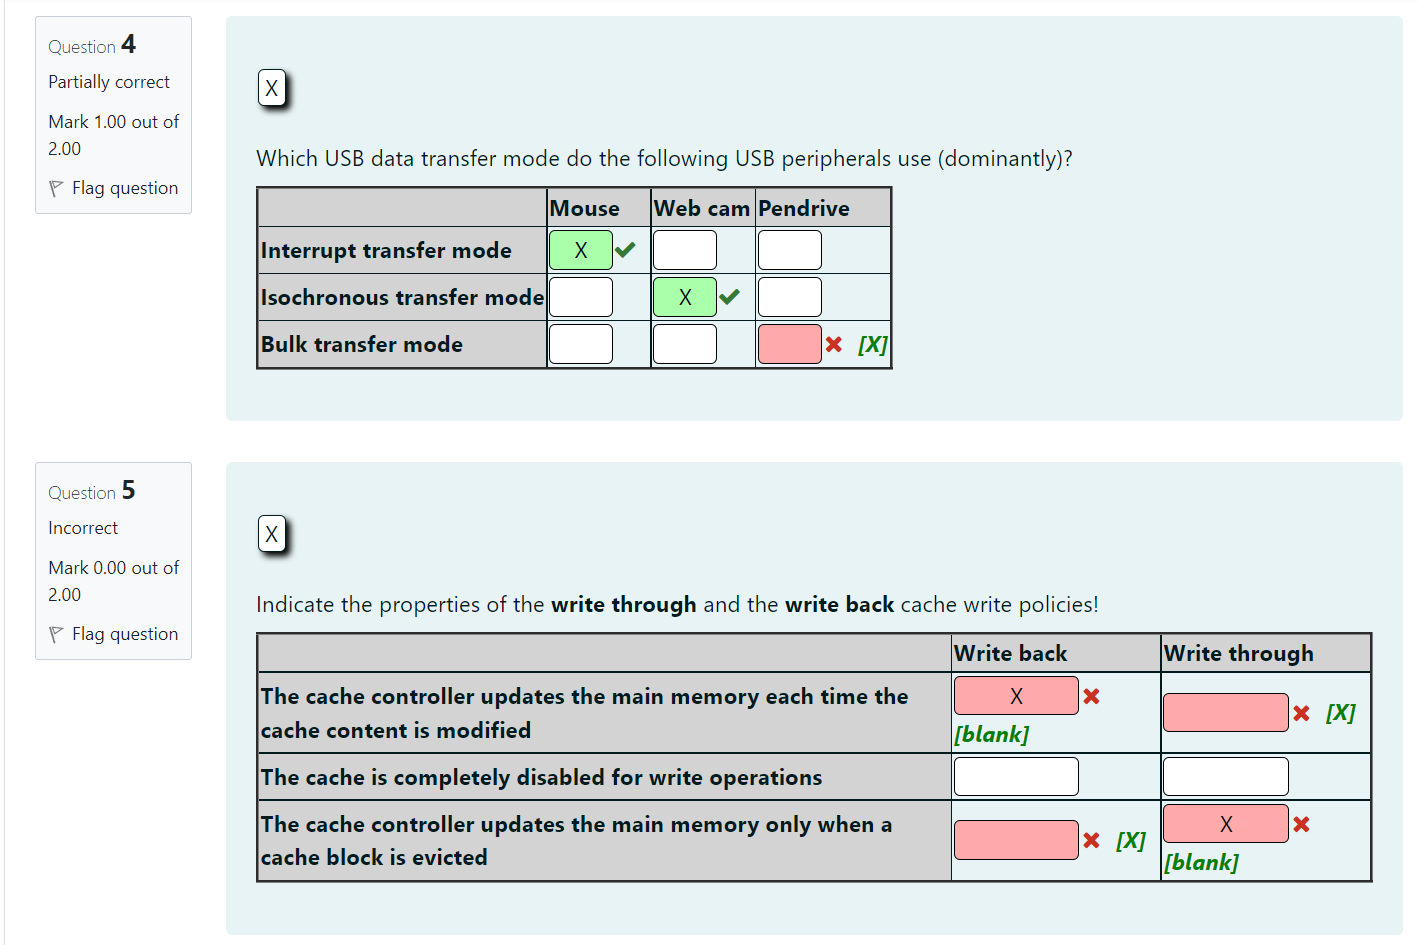 Question 4
Partially correct
Mark 1.00 out of
2.00
Flag question
X
Which USB data transfer mode do the following USB peripherals use (dominantly)?
Mouse Web cam Pendrive
Interrupt transfer mode X
Isochronous transfer mode X
Bulk transfer mode [X]
Question 5
Incorrect
Mark 0.00 out of
2.00
Flag question
X
Indicate the properties of the write through and the write back cache write policies!
Write back Write through
The cache controller updates the main memory each time the
cache content is modified
X
[blank]
[X]
The cache is completely disabled for write operations
The cache controller updates the main memory only when a
cache block is evicted
[X]
X
[blank]